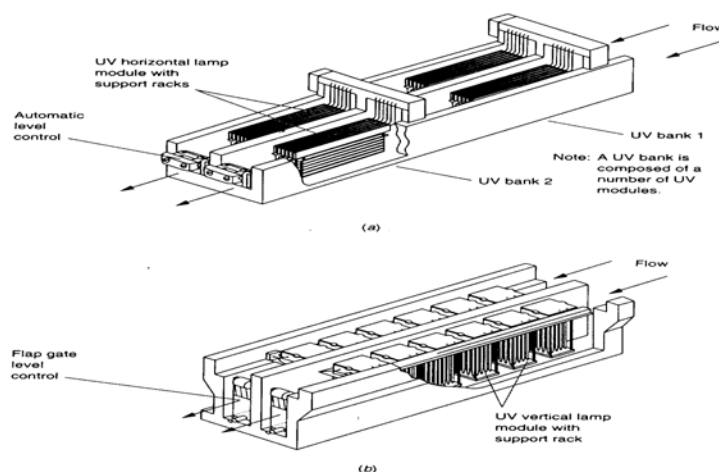 Flow
UV horizontal lamp
module with
support racks
Automatic
level
control
UV bank 1
Note: A UV bank is
composed of a
number of UV
modules.
UV bank 2
(a)
Flow
Flap gate
level
control
UV vertical lamp
module with
support rack
(b)